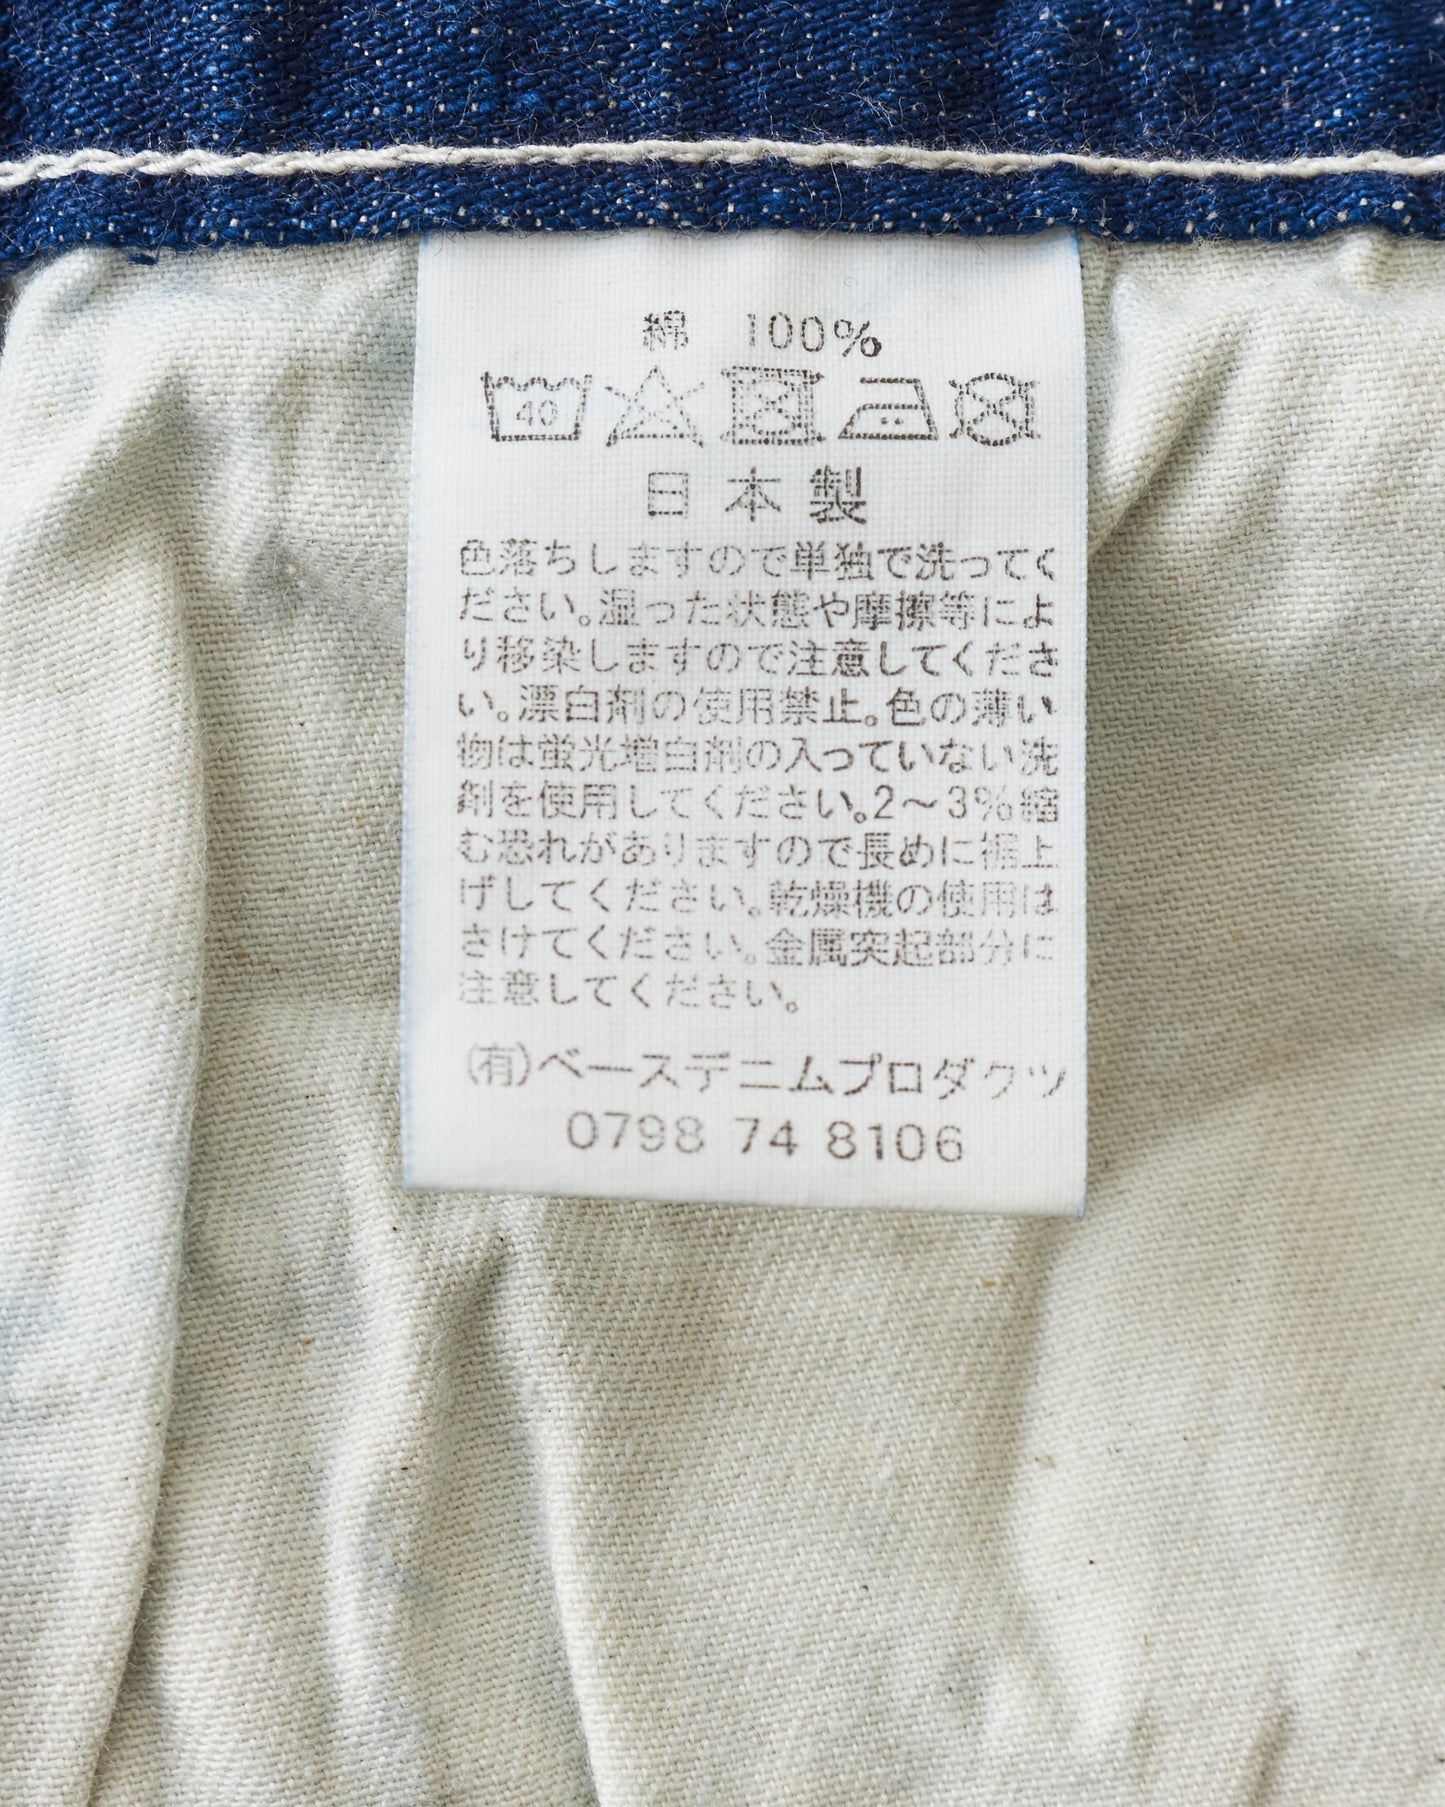 綿 100%
40
日本製
色落ちしますので単独で洗ってく
ださい。湿った状態や摩擦等によ
り移染しますので注意してくださ
い。漂白剤の使用禁止。色の薄い
物は蛍光増白剤の入っていない洗
剤を使用してください。2～3%縮
む恐れがありますので長めに裾上
げしてください。乾燥機の使用は
さけてください。金属突起部分に
注意してください。
(有)ベースデニムプロダクツ
0798 74 8106